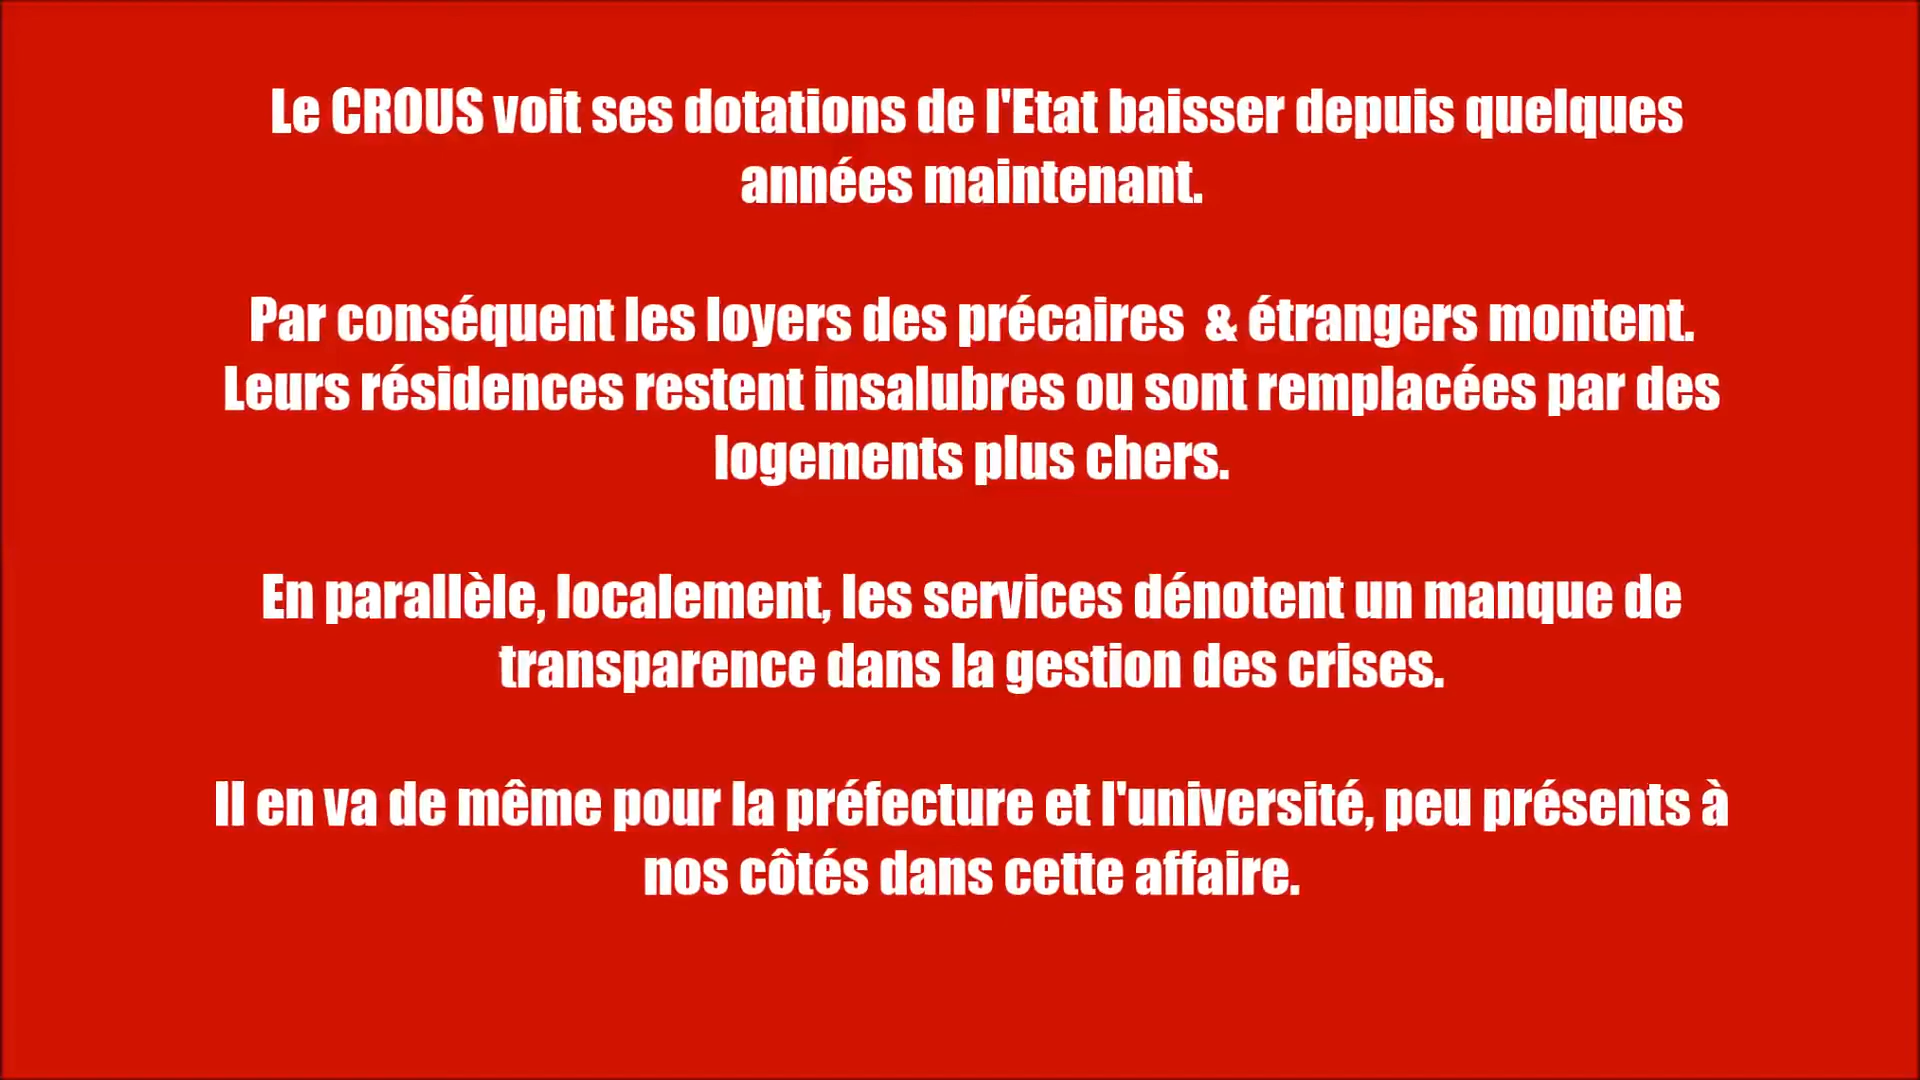 Le CROUS voit ses dotations de l'Etat baisser depuis quelques
années maintenant.
Par conséquent les loyers des précaires & étrangers montent.
Leurs résidences restent insalubres ou sont remplacées par des
logements plus chers.
En parallèle, localement, les services dénotent un manque de
transparence dans la gestion des crises.
Il en va de même pour la préfecture et l'université, peu présents à
nos côtés dans cette affaire.